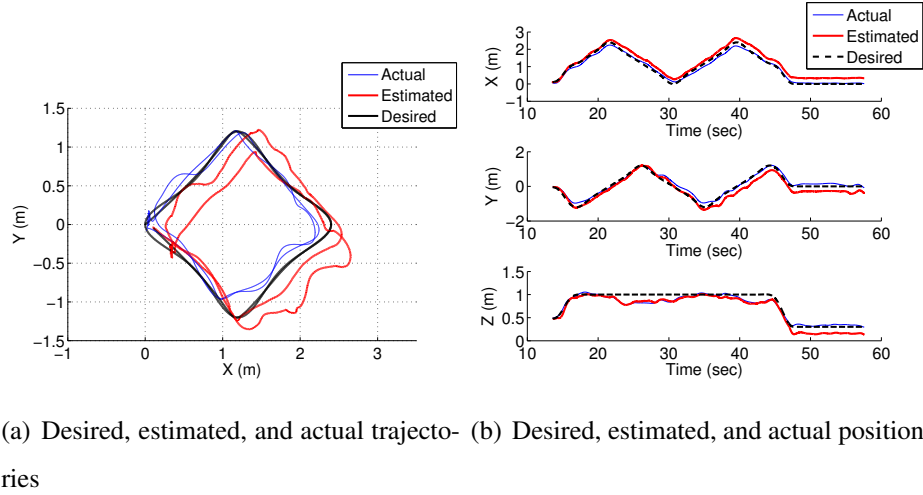 Actual
Estimated
Desired
1.5
1
0.5
0
−0.5
−1
−1.5
−1 0 1 2 3
X (m)
Y (m)
Actual
Estimated
Desired
3
2
1
0
−1
10 20 30 40 50 60
Time (sec)
X (m)
2
0
−2
10 20 30 40 50 60
Time (sec)
Y (m)
1.5
1
0.5
0
10 20 30 40 50 60
Time (sec)
Z (m)
(a) Desired, estimated, and actual trajecto-
ries
(b) Desired, estimated, and actual position